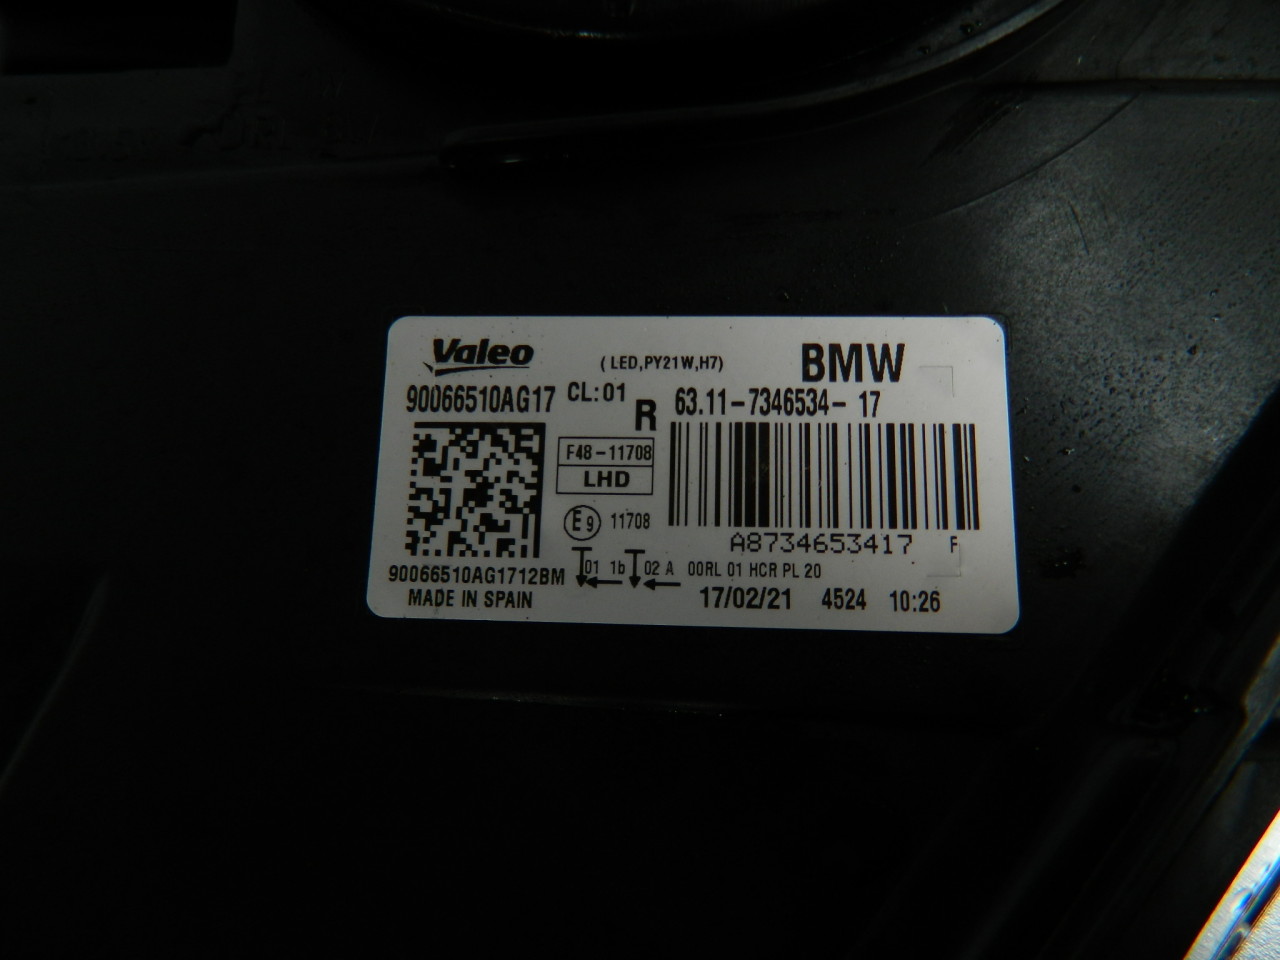 Valeo (LED,PY21W,H7) BMW
90066510AG17 CL:01 R 63.11-7346534-17
F48-11708
LHD
E9 11708
A8734653417 F
90066510AG1712BM 01 1b 02 A 00RL 01 HCR PL 20
MADE IN SPAIN 17/02/21 4524 10:26